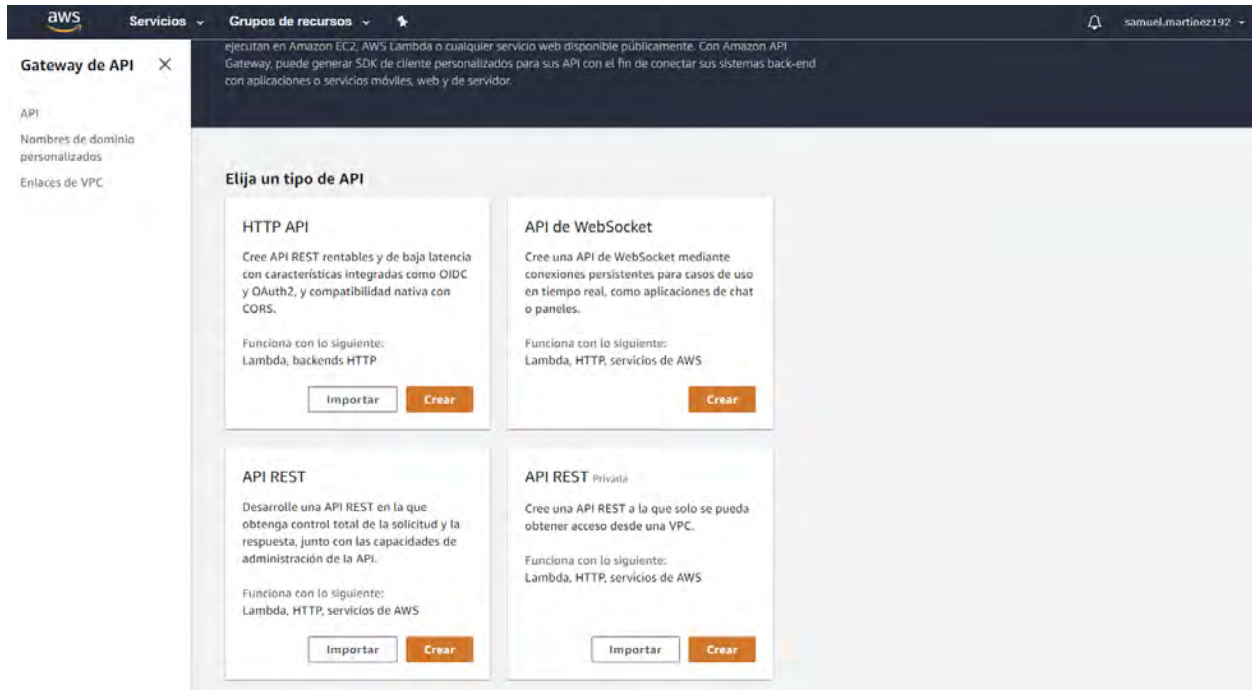 aws Servicios Grupos de recursos samuel.martinez192
Gateway de API
API
Nombres de dominio
personalizados
Enlaces de VPC
ejecutan en Amazon EC2, AWS Lambda o cualquier servicio web disponible públicamente. Con Amazon API
Gateway, puede generar SDK de cliente personalizados para sus API con el fin de conectar sus sistemas back-end
con aplicaciones o servicios móviles, web y de servidor.
Elija un tipo de API
HTTP API
Cree API REST rentables y de baja latencia
con características integradas como OIDC
y OAuth2, y compatibilidad nativa con
CORS.
Funciona con lo siguiente:
Lambda, backends HTTP
Importar Crear
API de WebSocket
Cree una API de WebSocket mediante
conexiones persistentes para casos de uso
en tiempo real, como aplicaciones de chat
o paneles.
Funciona con lo siguiente:
Lambda, HTTP, servicios de AWS
Crear
API REST
Desarrolle una API REST en la que
obtenga control total de la solicitud y la
respuesta, junto con las capacidades de
administración de la API.
Funciona con lo siguiente:
Lambda, HTTP, servicios de AWS
Importar Crear
API REST Privada
Cree una API REST a la que solo se pueda
obtener acceso desde una VPC.
Funciona con lo siguiente:
Lambda, HTTP, servicios de AWS
Importar Crear